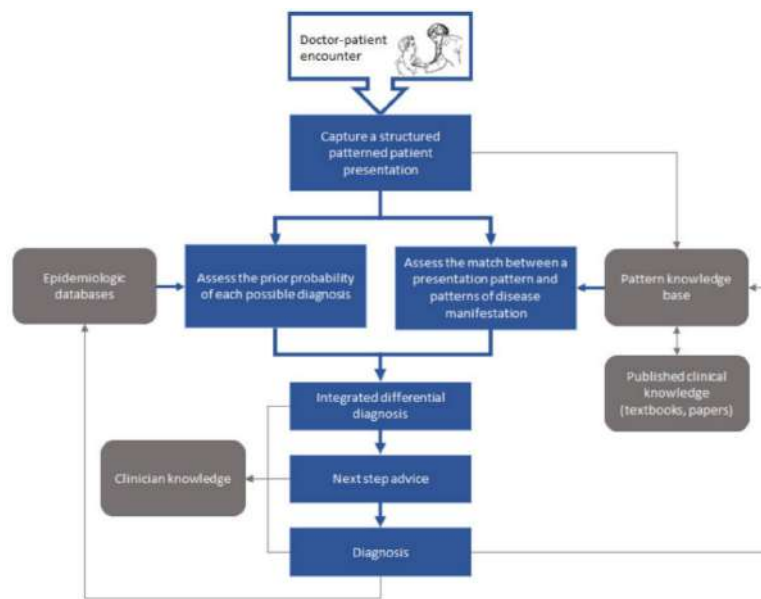 Doctor-patient
encounter
Capture a structured
patterned patient
presentation
Epidemiologic
databases
Assess the prior probability
of each possible diagnosis
Assess the match between a
presentation pattern and
patterns of disease
manifestation
Pattern knowledge
base
Published clinical
knowledge
(textbooks, papers)
Integrated differential
diagnosis
Clinician knowledge
Next step advice
Diagnosis